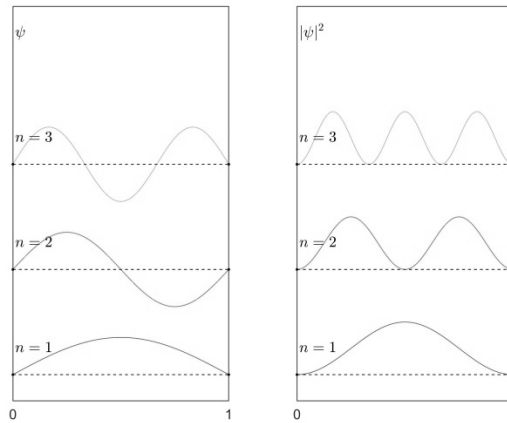 ψ
n = 3
n = 2
n = 1
0 1
|ψ|²
n = 3
n = 2
n = 1
0